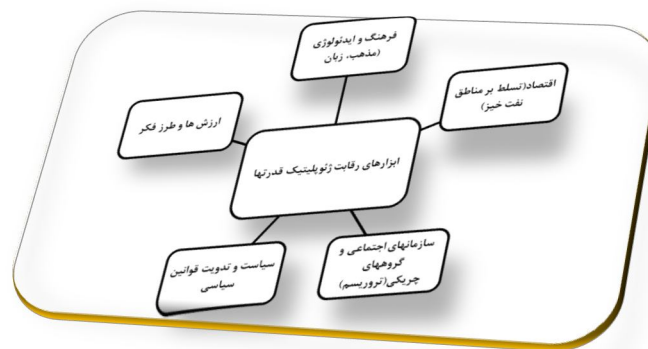 فرهنگ و ایدئولوژی
(مذهب، زبان
اقتصاد(تسلط بر مناطق
نفت خیز)
ارزش ها و طرز فکر
ابزارهای رقابت ژئوپلیتیک قدرتها
سازمانهای اجتماعی و
گروههای
چریکی(تروریسم)
سیاست و تدویت قوانین
سیاسی